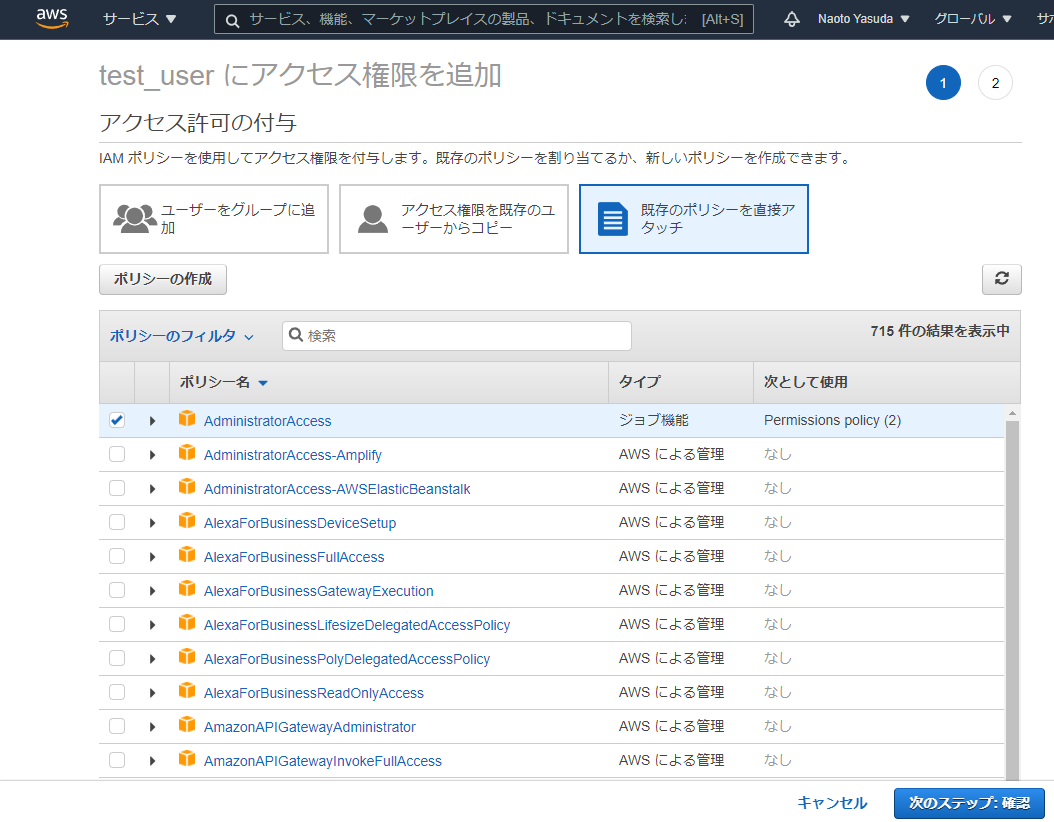 aws サービス サービス、機能、マーケットプレイスの製品、ドキュメントを検索し [Alt+S] Naoto Yasuda グローバル サポ
test_user にアクセス権限を追加
1 2
アクセス許可の付与
IAM ポリシーを使用してアクセス権限を付与します。既存のポリシーを割り当てるか、新しいポリシーを作成できます。
ユーザーをグループに追
加
アクセス権限を既存のユ
ーザーからコピー
既存のポリシーを直接ア
タッチ
ポリシーの作成
ポリシーのフィルタ 検索 715 件の結果を表示中
ポリシー名 タイプ 次として使用
AdministratorAccess ジョブ機能 Permissions policy (2)
AdministratorAccess-Amplify AWS による管理 なし
AdministratorAccess-AWSElasticBeanstalk AWS による管理 なし
AlexaForBusinessDeviceSetup AWS による管理 なし
AlexaForBusinessFullAccess AWS による管理 なし
AlexaForBusinessGatewayExecution AWS による管理 なし
AlexaForBusinessLifesizeDelegatedAccessPolicy AWS による管理 なし
AlexaForBusinessPolyDelegatedAccessPolicy AWS による管理 なし
AlexaForBusinessReadOnlyAccess AWS による管理 なし
AmazonAPIGatewayAdministrator AWS による管理 なし
AmazonAPIGatewayInvokeFullAccess AWS による管理 なし
キャンセル 次のステップ: 確認